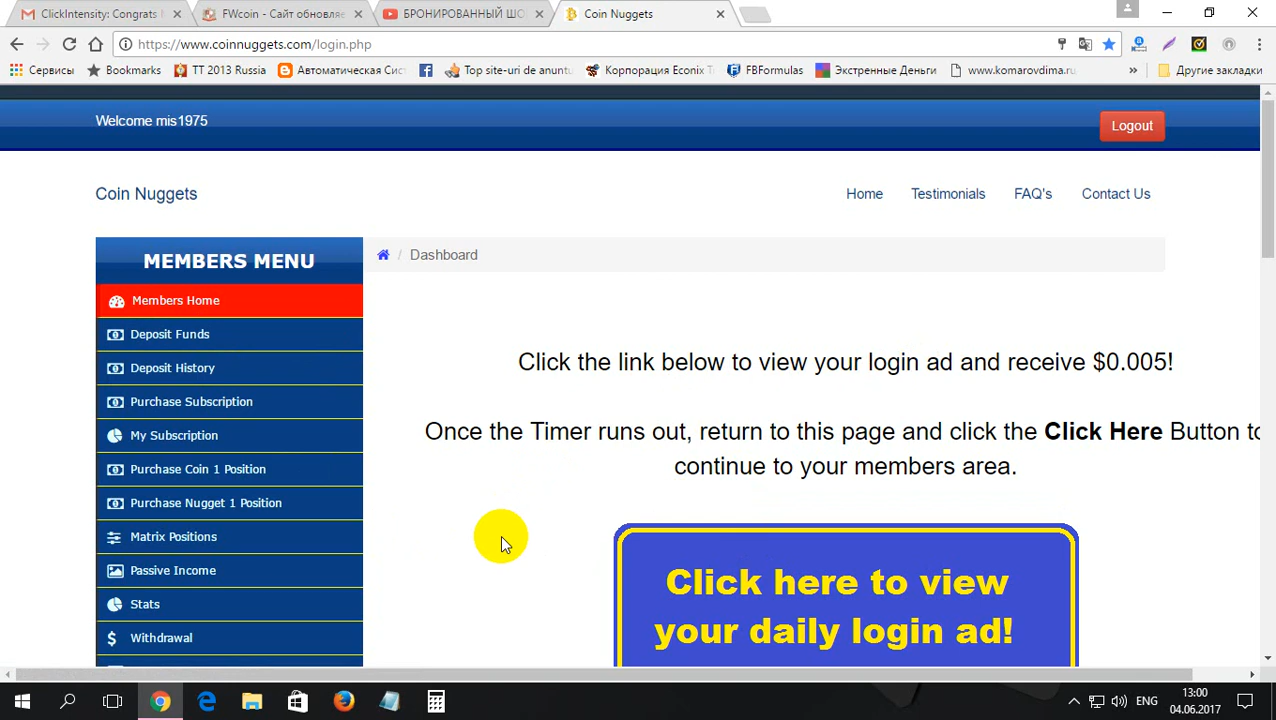 ClickIntensity: Congrats
FWcoin - Сайт обновляе
БРОНИРОВАННЫЙ ШО
Coin Nuggets
https://www.coinnuggets.com/login.php
Сервисы
Bookmarks
TT 2013 Russia
Автоматическая Сис
Top site-uri de anuntu
Корпорация Econix Te
FBFormulas
Экстренные Деньги
www.komarovdima.ru
»
Другие закладки
Welcome mis1975
Logout
Coin Nuggets
Home
Testimonials
FAQ's
Contact Us
MEMBERS MENU
/ Dashboard
Members Home
Deposit Funds
Deposit History
Purchase Subscription
My Subscription
Purchase Coin 1 Position
Purchase Nugget 1 Position
Matrix Positions
Passive Income
Stats
Withdrawal
Click the link below to view your login ad and receive $0.005!
Once the Timer runs out, return to this page and click the Click Here Button to
continue to your members area.
Click here to view
your daily login ad!
ENG
13:00
04.06.2017